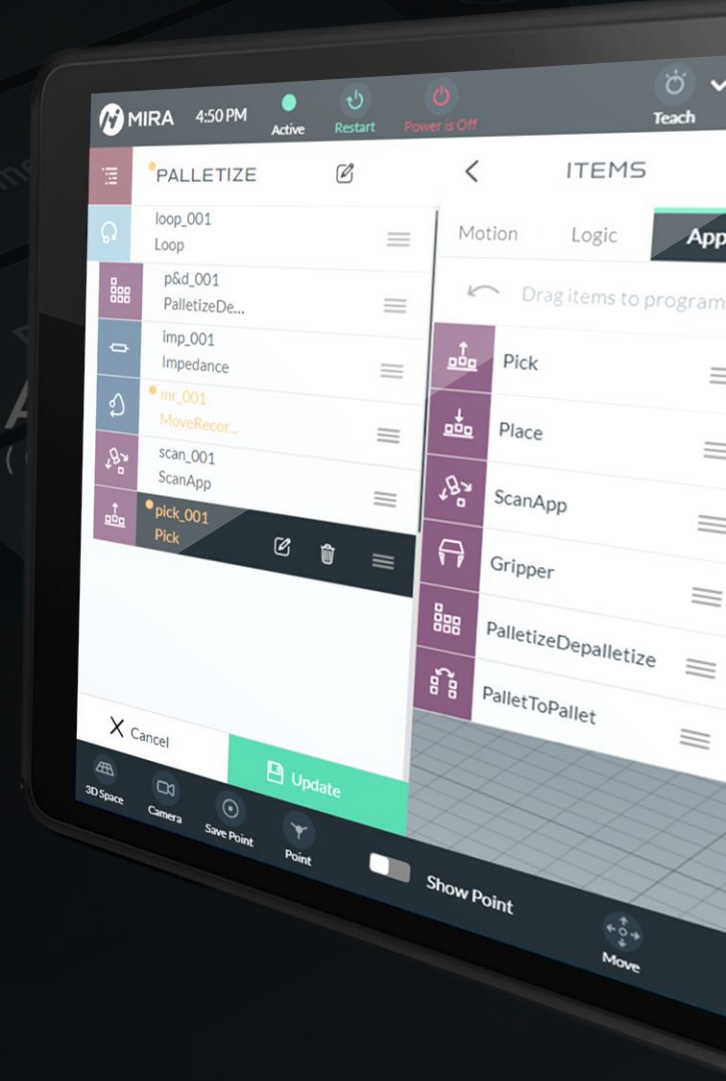 MIRA
4:50 PM
Active
Restart
Power is Off
Teach
PALLETIZE
ITEMS
loop_001
Loop
p&d_001
PalletizeDe...
imp_001
Impedance
mr_001
MoveRecor...
scan_001
ScanApp
pick_001
Pick
Cancel
Update
Motion
Logic
App
Drag items to program
Pick
Place
ScanApp
Gripper
PalletizeDepalletize
PalletToPallet
3D Space
Camera
Save Point
Point
Show Point
Move